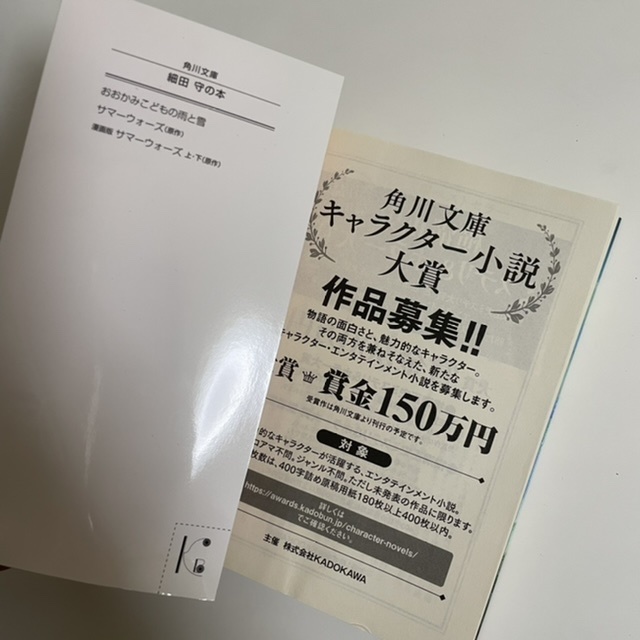 角川文庫
細田 守の本
おおかみこどもの雨と雪
サマーウォーズ(原作)
漫画版 サマーウォーズ 上・下(原作)
角川文庫
キャラクター小説
大賞
作品募集!!
物語の面白さと、魅力的なキャラクター。
その両方を兼ねそなえた、新たな
キャラクター・エンタテインメント小説を募集します。
賞 賞金150万円
受賞作は角川文庫より刊行の予定です。
対象
的なキャラクターが活躍する、エンタテインメント小説。
ロアマ不問。ジャンル不問。ただし未発表の作品に限ります。
枚数は、400字詰め原稿用紙180枚以上400枚以内。
詳しくは
https://awards.kadobun.jp/character-novels/
でご確認ください。
主催 株式会社KADOKAWA